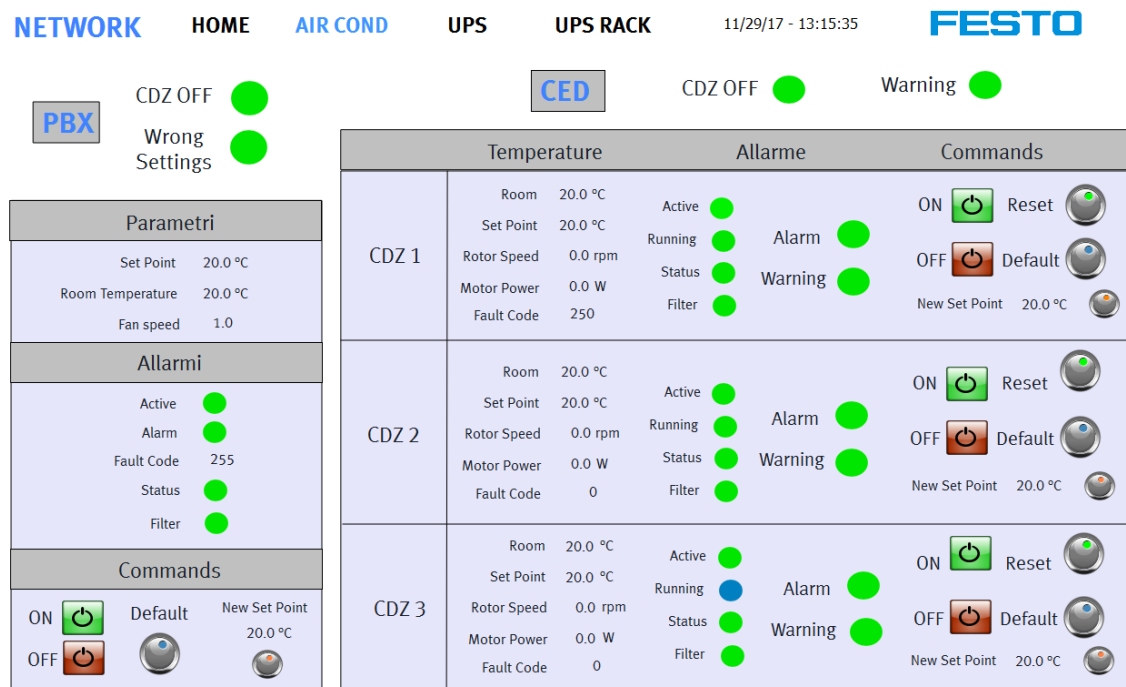 NETWORK HOME AIR COND UPS UPS RACK 11/29/17 - 13:15:35 FESTO
PBX
CDZ OFF
Wrong
Settings
CED CDZ OFF Warning
Parametri
Set Point 20.0 °C
Room Temperature 20.0 °C
Fan speed 1.0
Allarmi
Active
Alarm
Fault Code 255
Status
Filter
Commands
ON Default New Set Point
20.0 °C
OFF
Temperature Allarme Commands
CDZ 1
Room 20.0 °C
Set Point 20.0 °C
Rotor Speed 0.0 rpm
Motor Power 0.0 W
Fault Code 250
Active
Running
Status
Filter
Alarm
Warning
ON Reset
OFF Default
New Set Point 20.0 °C
CDZ 2
Room 20.0 °C
Set Point 20.0 °C
Rotor Speed 0.0 rpm
Motor Power 0.0 W
Fault Code 0
Active
Running
Status
Filter
Alarm
Warning
ON Reset
OFF Default
New Set Point 20.0 °C
CDZ 3
Room 20.0 °C
Set Point 20.0 °C
Rotor Speed 0.0 rpm
Motor Power 0.0 W
Fault Code 0
Active
Running
Status
Filter
Alarm
Warning
ON Reset
OFF Default
New Set Point 20.0 °C